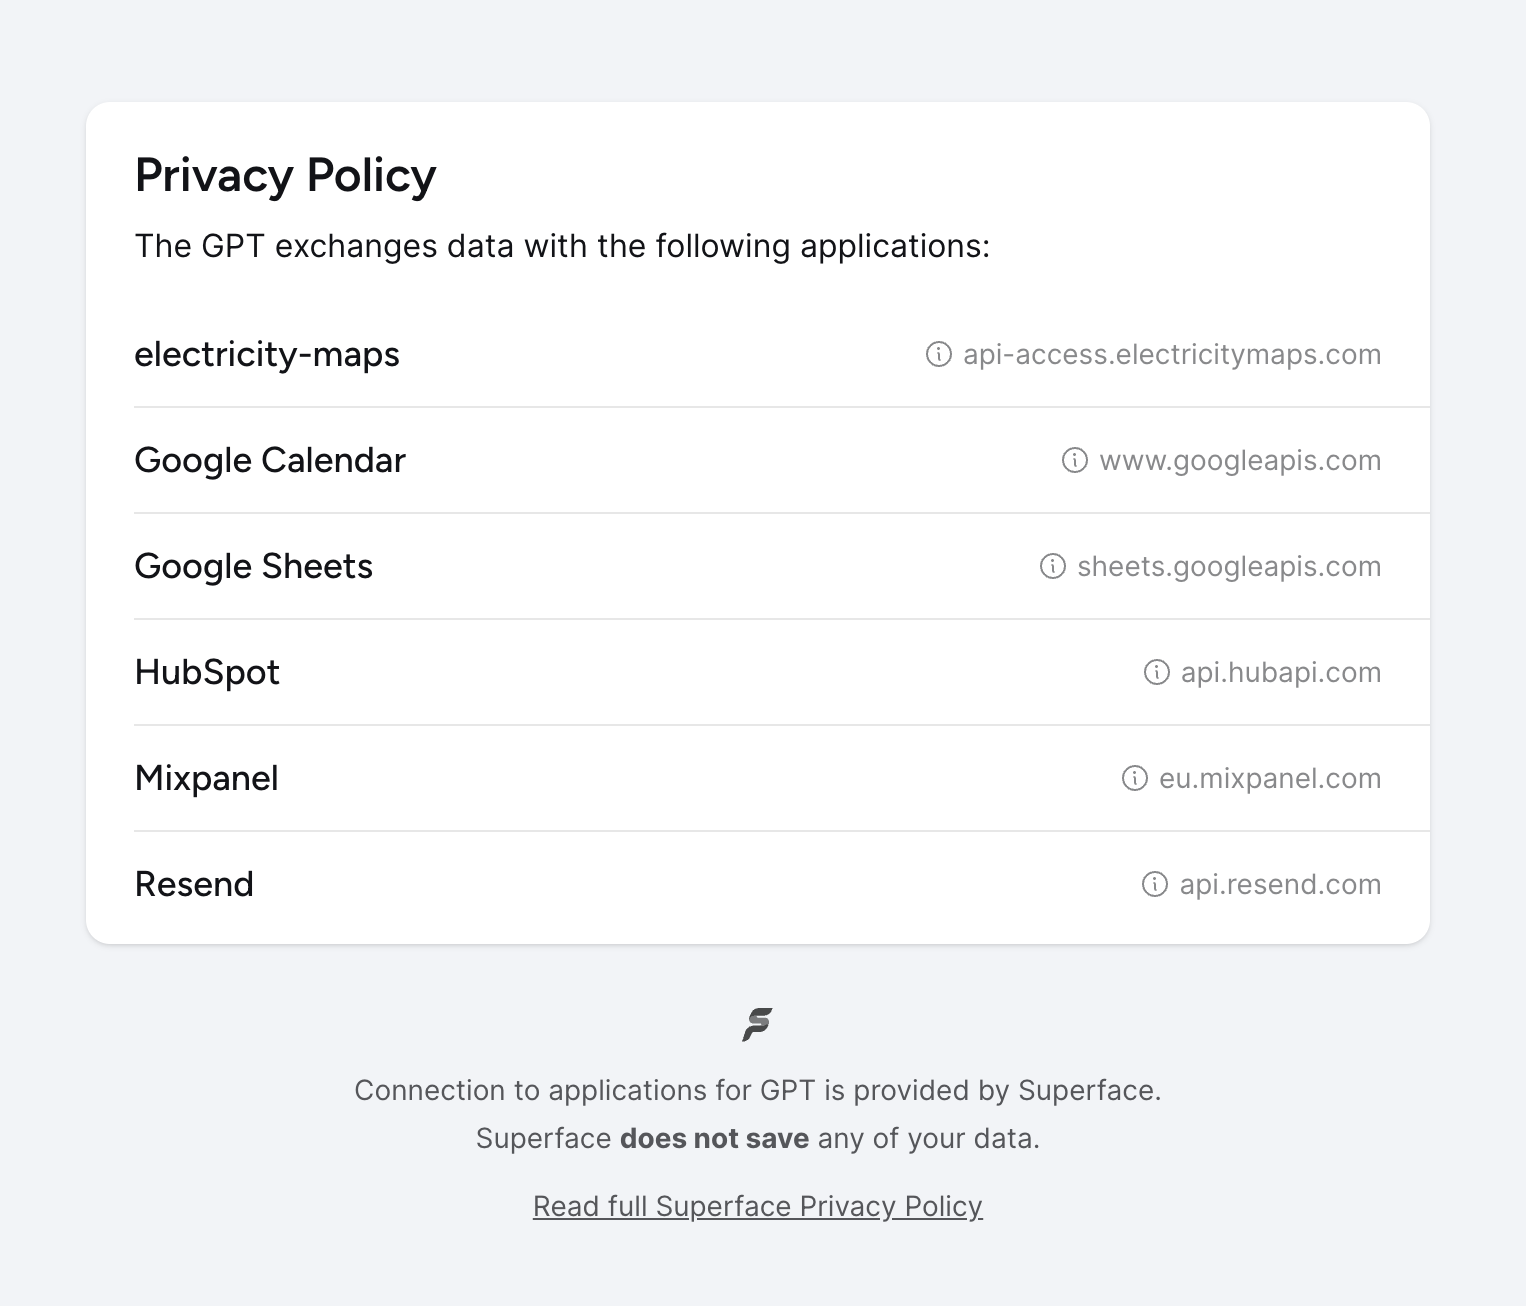 Privacy Policy
The GPT exchanges data with the following applications:
electricity-maps api-access.electricitymaps.com
Google Calendar www.googleapis.com
Google Sheets sheets.googleapis.com
HubSpot api.hubapi.com
Mixpanel eu.mixpanel.com
Resend api.resend.com
Connection to applications for GPT is provided by Superface.
Superface does not save any of your data.
Read full Superface Privacy Policy